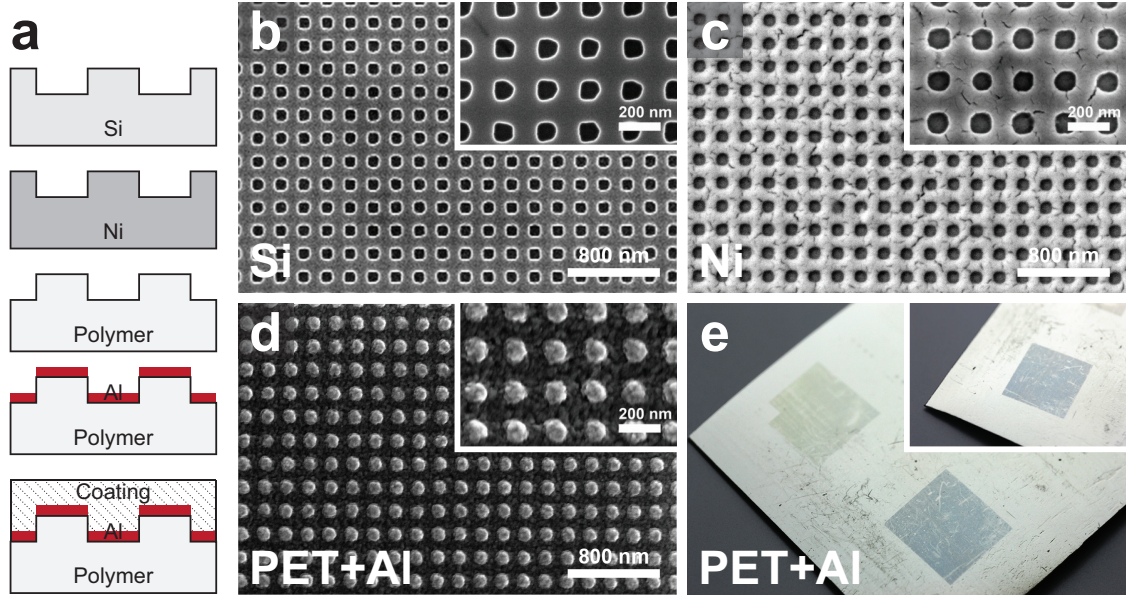 a
Si
Ni
Polymer
Al
Polymer
Coating
Al
Polymer
b
200 nm
Si
800 nm
c
200 nm
Ni
800 nm
d
200 nm
PET+Al
800 nm
e
PET+Al